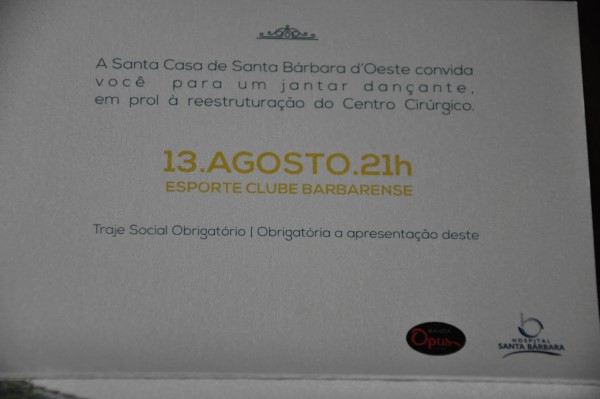 A Santa Casa de Santa Bárbara d'Oeste convida
você para um jantar dançante,
em prol à reestruturação do Centro Cirúrgico.
13.AGOSTO.21h
ESPORTE CLUBE BARBARENSE
Traje Social Obrigatório | Obrigatória a apresentação deste
Opus
HOSPITAL
SANTA BÁRBARA